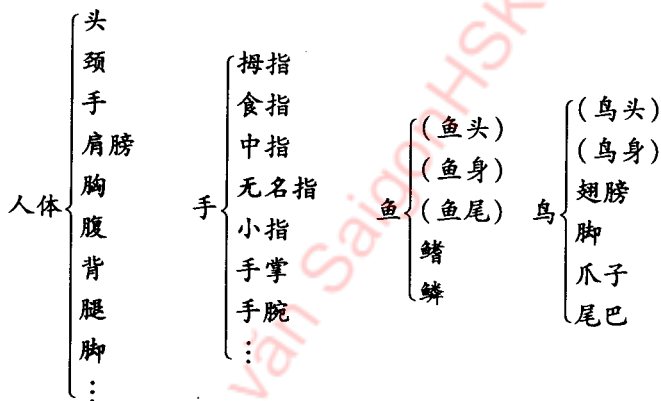 人体
头
颈
手
肩膀
胸
腹
背
腿
脚
⋮
手
拇指
食指
中指
无名指
小指
手掌
手腕
⋮
鱼
(鱼头)
(鱼身)
(鱼尾)
鳍
鳞
鸟
(鸟头)
(鸟身)
翅膀
脚
爪子
尾巴
văn SaigonHSK